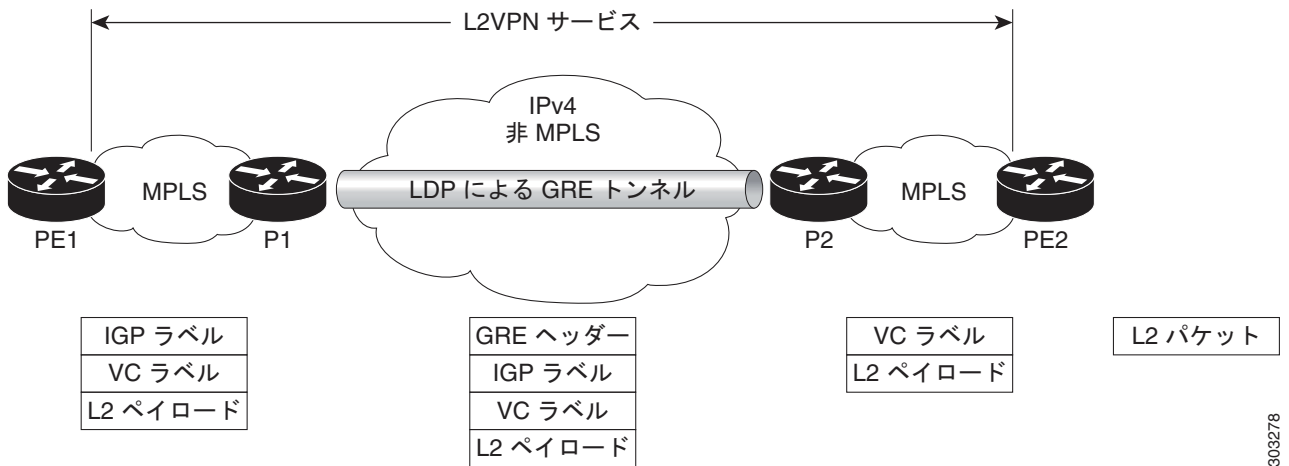 L2VPN サービス
IPv4
非 MPLS
MPLS
LDP による GRE トンネル
MPLS
PE1
P1
P2
PE2
IGP ラベル
VC ラベル
L2 ペイロード
GRE ヘッダー
IGP ラベル
VC ラベル
L2 ペイロード
VC ラベル
L2 ペイロード
L2 パケット
303278